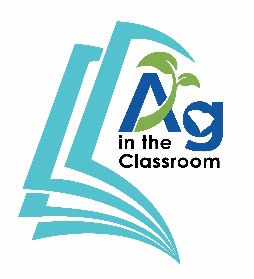 Ag
in the
Classroom